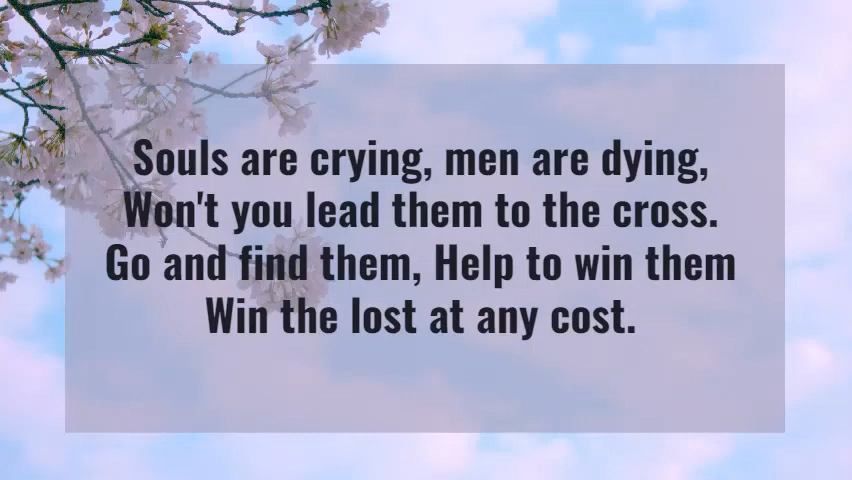 Souls are crying, men are dying,
Won't you lead them to the cross.
Go and find them, Help to win them
Win the lost at any cost.